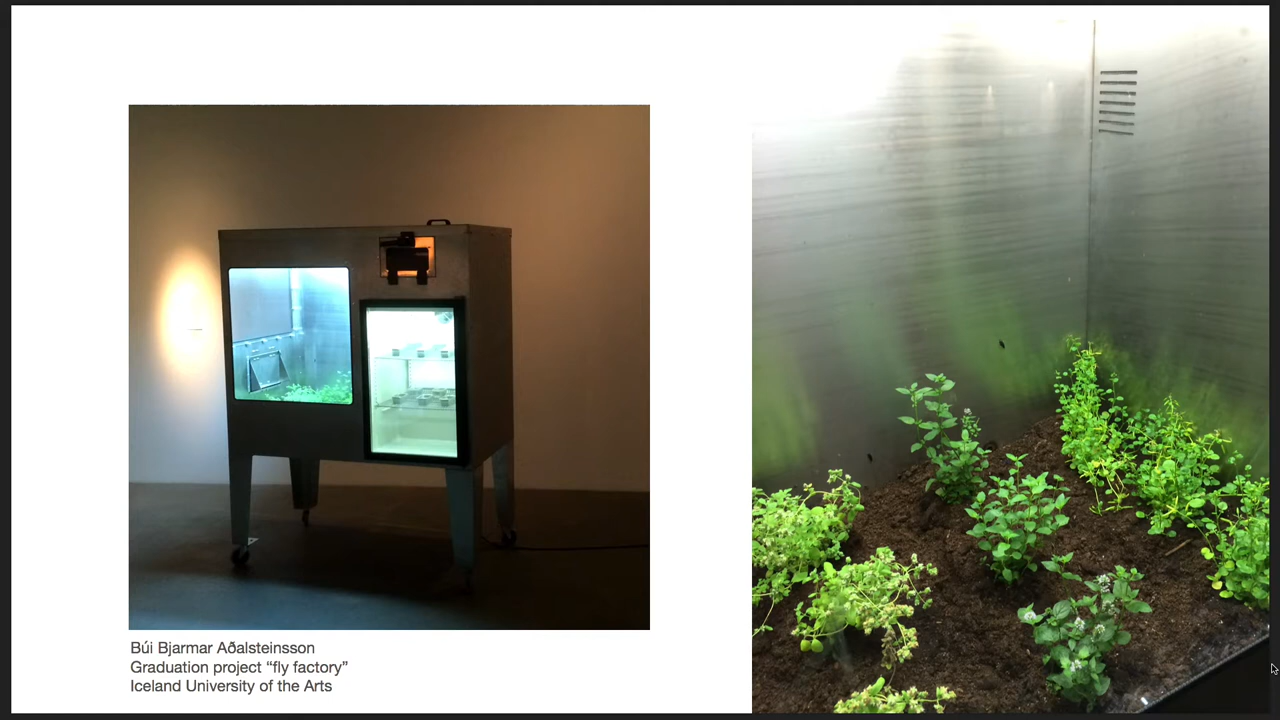 Búi Bjarmar Aðalsteinsson
Graduation project “fly factory”
Iceland University of the Arts